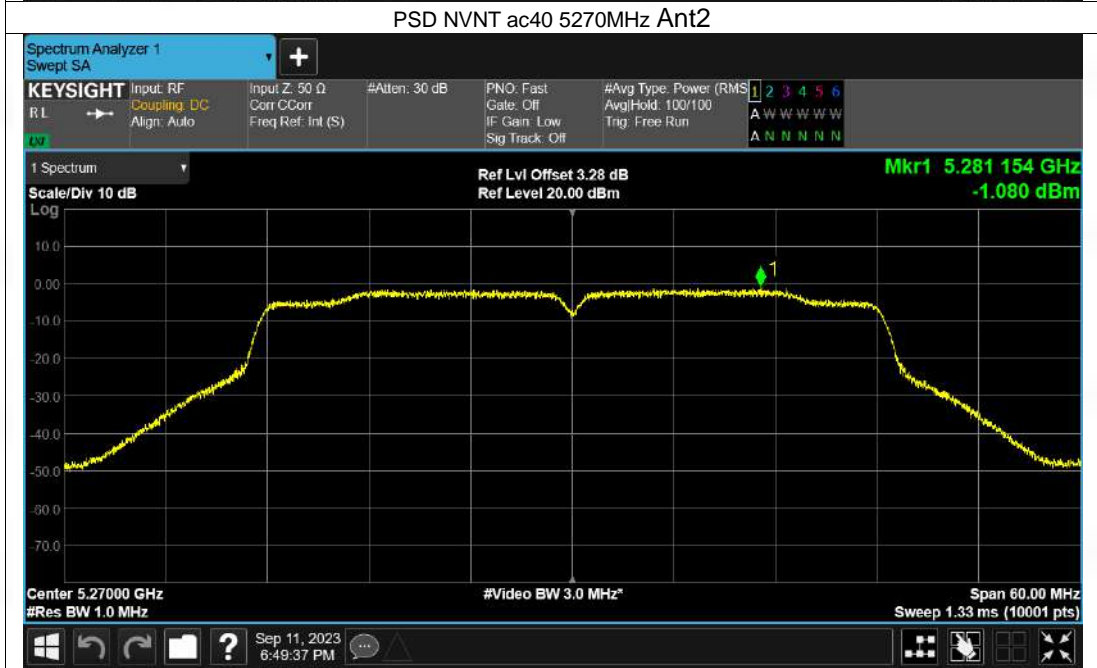 PSD NVNT ac40 5270MHz Ant2
Spectrum Analyzer 1
Swept SA
+
KEYSIGHT Input: RF Input Z: 50 Ω #Atten: 30 dB PNO: Fast #Avg Type: Power (RMS 1 2 3 4 5 6
RL Coupling: DC Corr CCorr Gate: Off Avg|Hold: 100/100 A W W W W W
Align: Auto Freq Ref: Int (S) IF Gain: Low Trig: Free Run
Sig Track: Off A N N N N N
LXI
1 Spectrum Ref Lvl Offset 3.28 dB Mkr1 5.281 154 GHz
Scale/Div 10 dB Ref Level 20.00 dBm -1.080 dBm
Log
10.0
1
0.00
-10.0
-20.0
-30.0
-40.0
-50.0
-60.0
-70.0
Center 5.27000 GHz #Video BW 3.0 MHz* Span 60.00 MHz
#Res BW 1.0 MHz Sweep 1.33 ms (10001 pts)
? Sep 11, 2023
6:49:37 PM